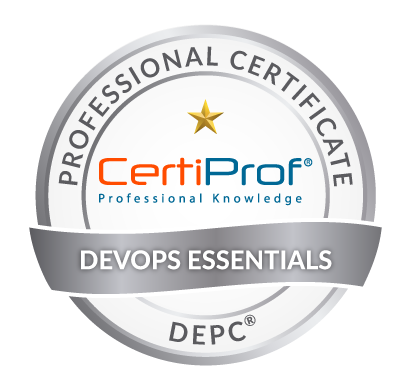 PROFESSIONAL CERTIFICATE
CertiProf®
Professional Knowledge
DEVOPS ESSENTIALS
DEPC®